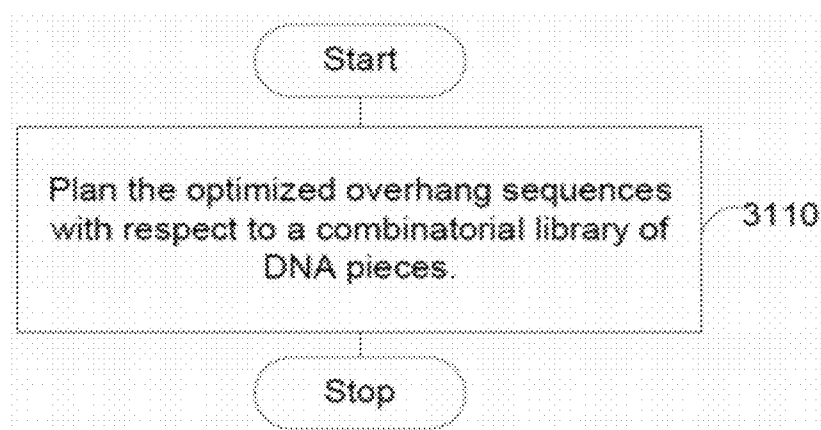 Start
Plan the optimized overhang sequences
with respect to a combinatorial library of
DNA pieces.
3110
Stop